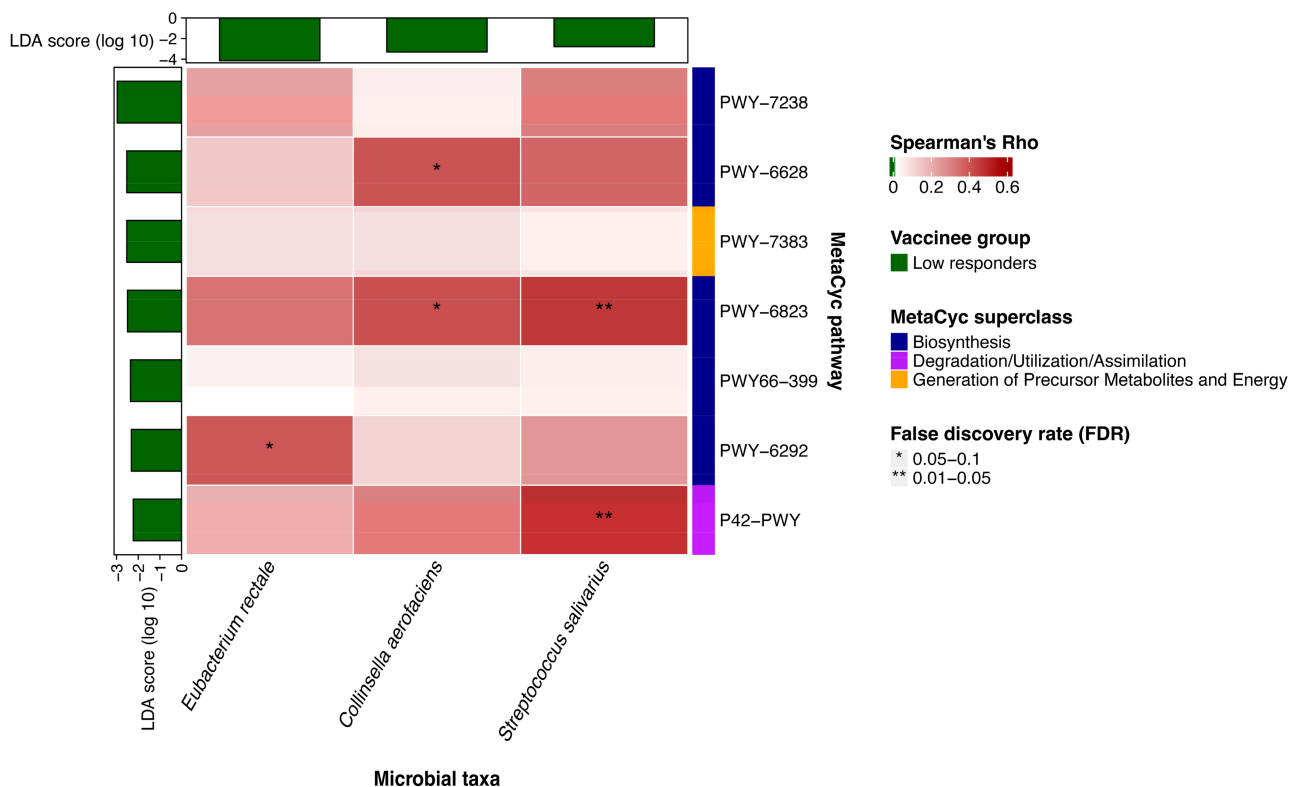 LDA score (log 10)
0
−2
−4
PWY−7238
PWY−6628
*
PWY−7383
PWY−6823
*
**
PWY66−399
PWY−6292
*
P42−PWY
**
MetaCyc pathway
−3
−2
−1
0
LDA score (log 10)
Eubacterium rectale
Collinsella aerofaciens
Streptococcus salivarius
Microbial taxa
Spearman's Rho
0 0.2 0.4 0.6
Vaccinee group
Low responders
MetaCyc superclass
Biosynthesis
Degradation/Utilization/Assimilation
Generation of Precursor Metabolites and Energy
False discovery rate (FDR)
* 0.05−0.1
** 0.01−0.05